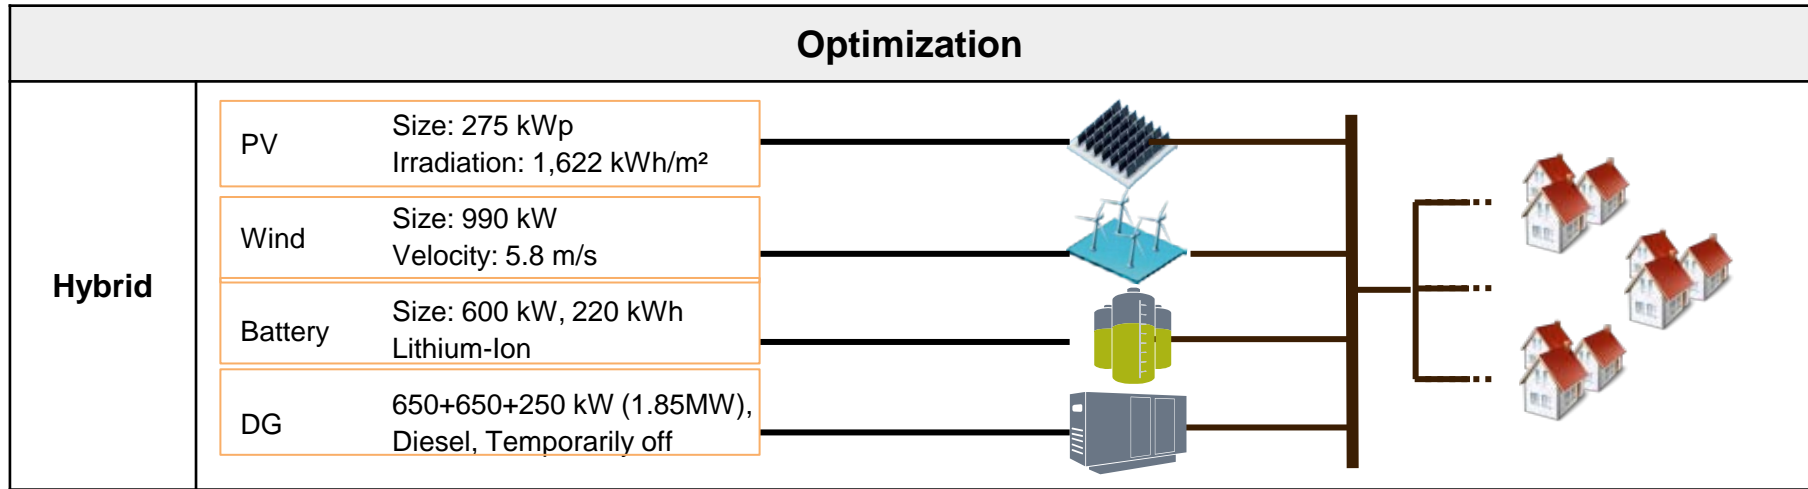 Optimization
Hybrid
PV
Size: 275 kWp
Irradiation: 1,622 kWh/m²
Wind
Size: 990 kW
Velocity: 5.8 m/s
Battery
Size: 600 kW, 220 kWh
Lithium-Ion
DG
650+650+250 kW (1.85MW),
Diesel, Temporarily off